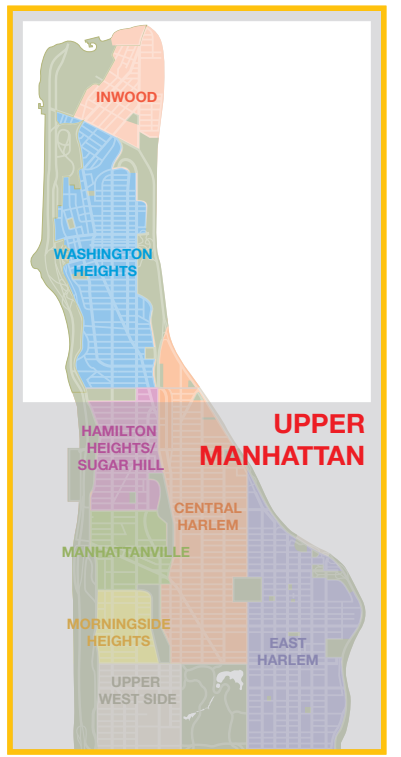 INWOOD
WASHINGTON
HEIGHTS
UPPER
MANHATTAN
HAMILTON
HEIGHTS/
SUGAR HILL
CENTRAL
HARLEM
MANHATTANVILLE
MORNINGSIDE
HEIGHTS
EAST
HARLEM
UPPER
WEST SIDE